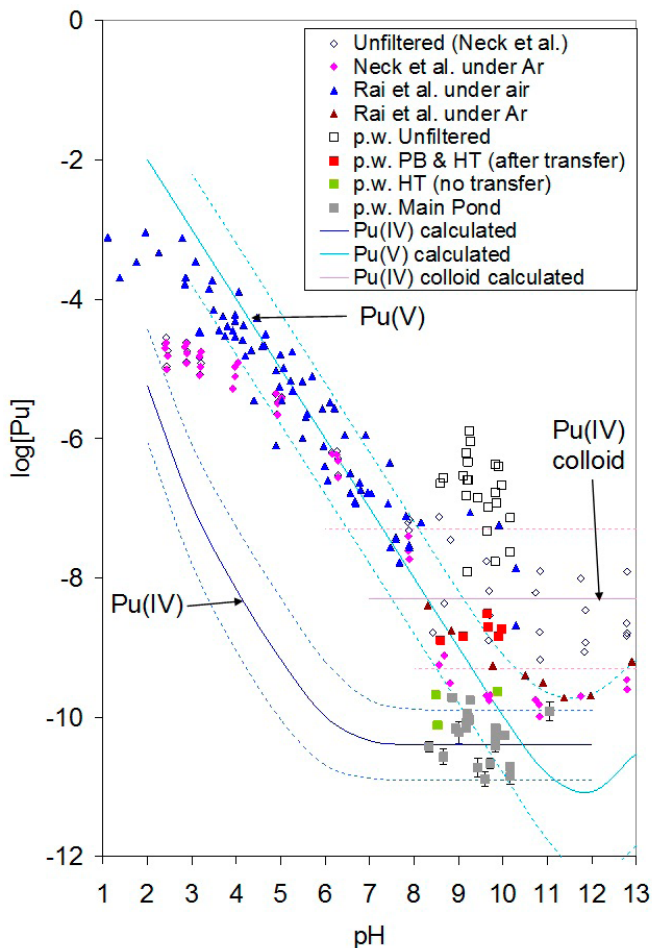 0
-2
-4
-6
-8
-10
-12
log[Pu]
Unfiltered (Neck et al.)
Neck et al. under Ar
Rai et al. under air
Rai et al. under Ar
p.w. Unfiltered
p.w. PB & HT (after transfer)
p.w. HT (no transfer)
p.w. Main Pond
Pu(IV) calculated
Pu(V) calculated
Pu(IV) colloid calculated
Pu(V)
Pu(IV)
colloid
Pu(IV)
1 2 3 4 5 6 7 8 9 10 11 12 13
pH